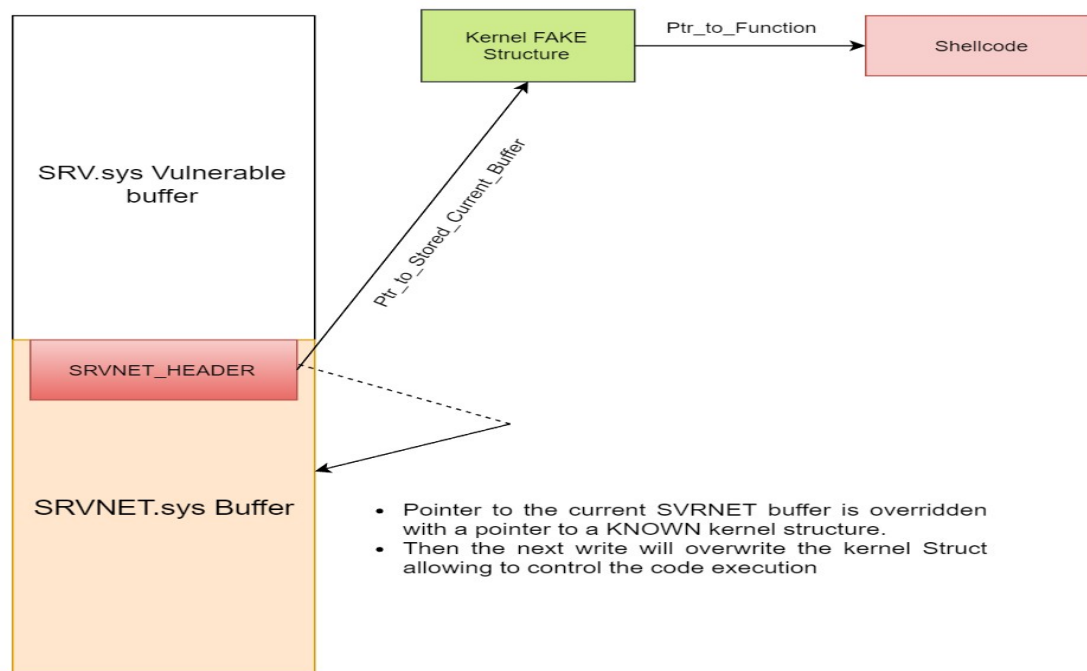 Kernel FAKE
Structure
Ptr_to_Function
Shellcode
SRV.sys Vulnerable
buffer
Ptr_to_Stored_Current_Buffer
SRVNET_HEADER
SRVNET.sys Buffer
• Pointer to the current SVRNET buffer is overridden
with a pointer to a KNOWN kernel structure.
• Then the next write will overwrite the kernel Struct
allowing to control the code execution